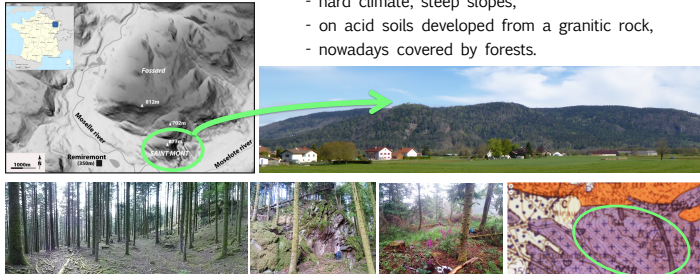 - hard climate, steep slopes,
- on acid soils developed from a granitic rock,
- nowadays covered by forests.
Fossard
812m
Moselle river
702m
SAINT MONT
Moselotte river
Remiremont
(350m)
1000m
N